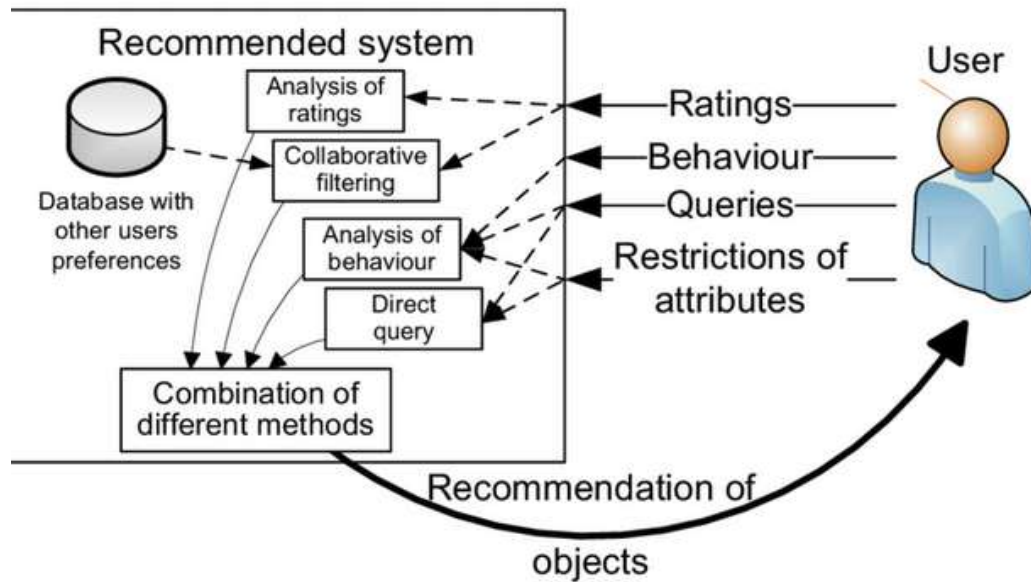 Recommended system
Analysis of
ratings
Collaborative
filtering
Database with
other users
preferences
Analysis of
behaviour
Direct
query
Combination of
different methods
User
Ratings
Behaviour
Queries
Restrictions of
attributes
Recommendation of
objects